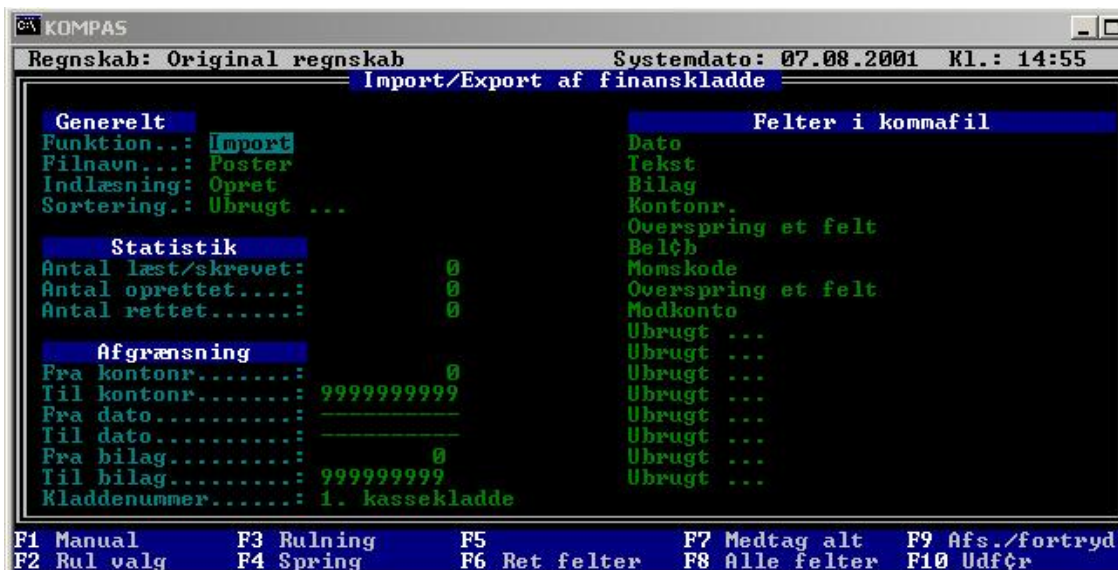 KOMPAS
Regnskab: Original regnskab Systemdato: 07.08.2001 Kl.: 14:55
Import/Export af finanskladde
Generelt
Funktion..: Import
Filnavn...: Poster
Indlæsning: Opret
Sortering.: Ubrugt ...
Statistik
Antal læst/skrevet: 0
Antal oprettet....: 0
Antal rettet......: 0
Afgrænsning
Fra kontonr.......: 0
Til kontonr.......: 9999999999
Fra dato..........: ----------
Til dato..........: ----------
Fra bilag.........: 0
Til bilag.........: 999999999
Kladdenummer......: 1. kassekladde
Felter i kommafil
Dato
Tekst
Bilag
Kontonr.
Overspring et felt
Bel¢b
Momskode
Overspring et felt
Modkonto
Ubrugt ...
Ubrugt ...
Ubrugt ...
Ubrugt ...
Ubrugt ...
Ubrugt ...
Ubrugt ...
Ubrugt ...
F1 Manual F3 Rulning F5 F7 Medtag alt F9 Afs./fortryd
F2 Rul valg F4 Spring F6 Ret felter F8 Alle felter F10 Udf¢r